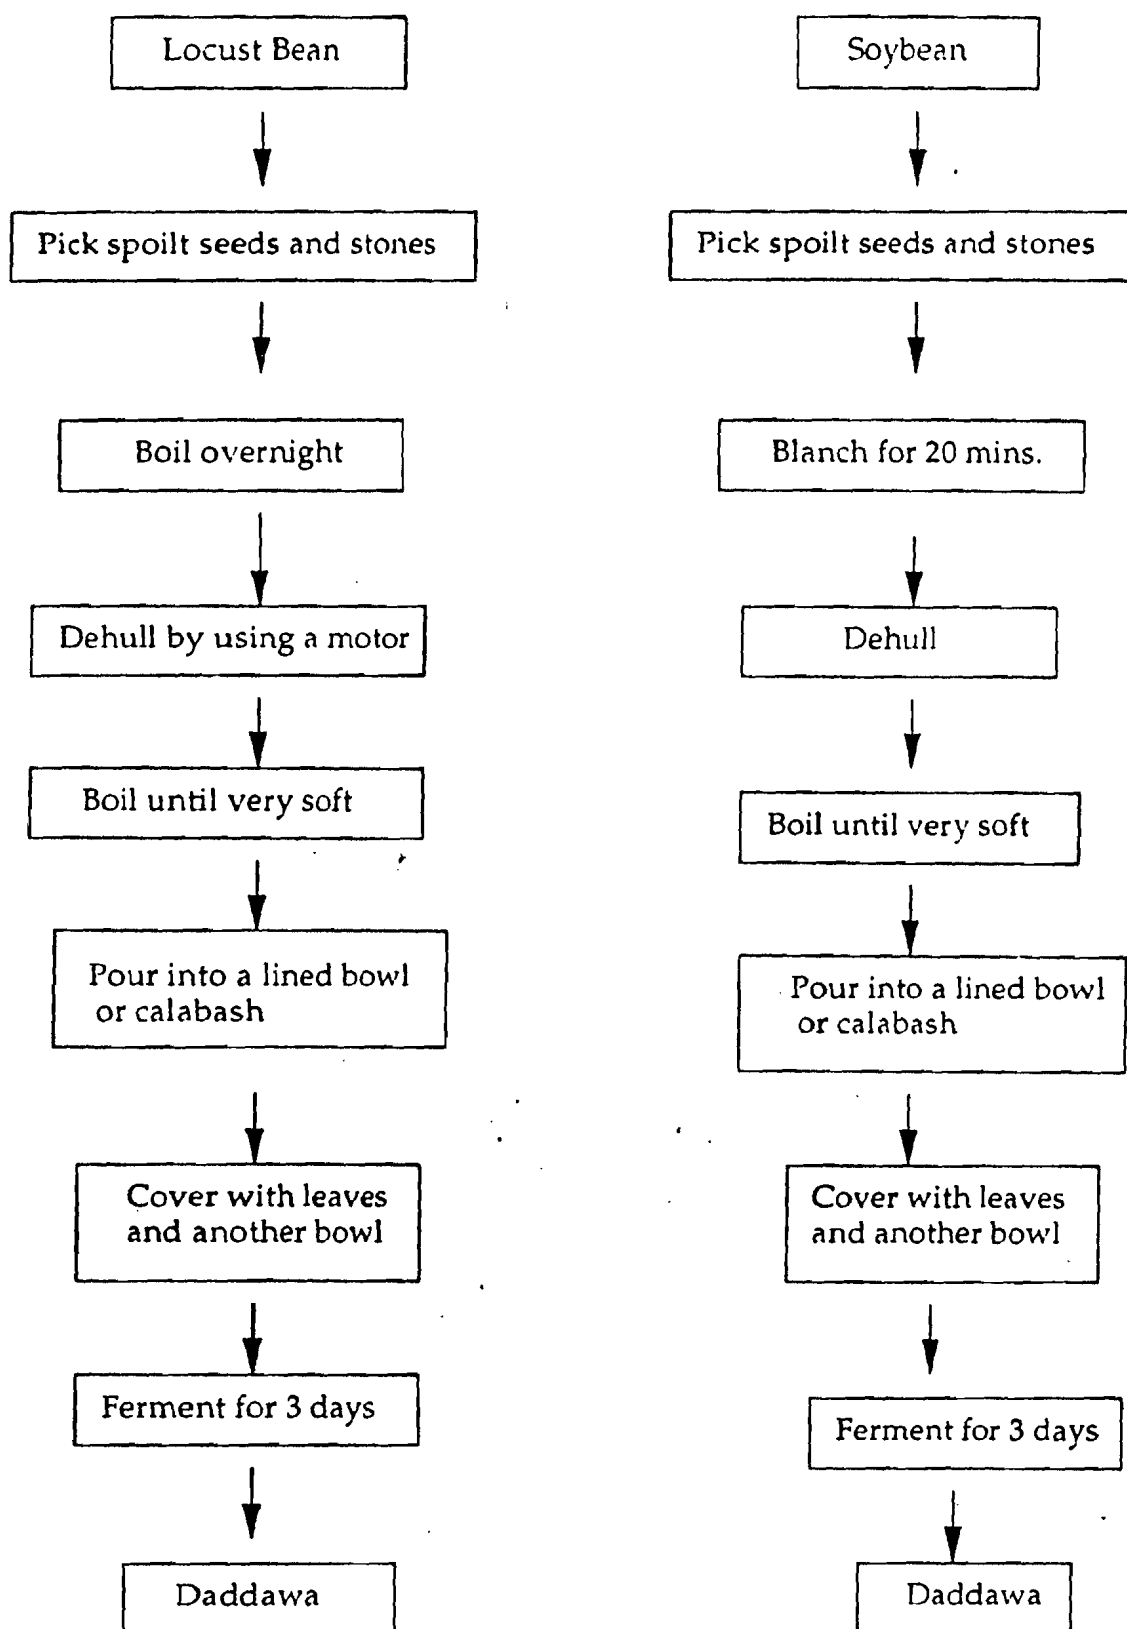 Locust Bean
Pick spoilt seeds and stones
Boil overnight
Dehull by using a motor
Boil until very soft
Pour into a lined bowl
or calabash
Cover with leaves
and another bowl
Ferment for 3 days
Daddawa
Soybean
Pick spoilt seeds and stones
Blanch for 20 mins.
Dehull
Boil until very soft
Pour into a lined bowl
or calabash
Cover with leaves
and another bowl
Ferment for 3 days
Daddawa